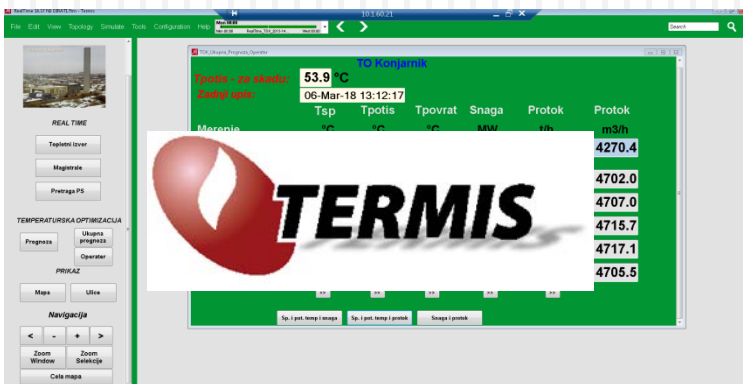 10.1.60.21
File Edit View Topology Simulate Tools Configuration Help
Search
TOK_Ukupna_Prognoza_Operater
TO Konjarnik
Tpotis - za skadu: 53.9 °C
Zadnji upis: 06-Mar-18 13:12:17
Tsp Tpotis Tpovrat Snaga Protok Protok
Merenje °C °C °C MW t/h m3/h
4270.4
4702.0
4707.0
4715.7
4717.1
4705.5
TERMIS
>> >> >> >> >>
Sp. i pot. temp i snaga Sp. i pot. temp i protok Snaga i protok
REAL TIME
Toplotni izvor
Magistrale
Pretraga PS
TEMPERATURSKA OPTIMIZACIJA
Prognoza
Ukupna
prognoza
Operater
PRIKAZ
Mapa Ulice
Navigacija
< - + >
Zoom
Window
Zoom
Selekcije
Cela mapa